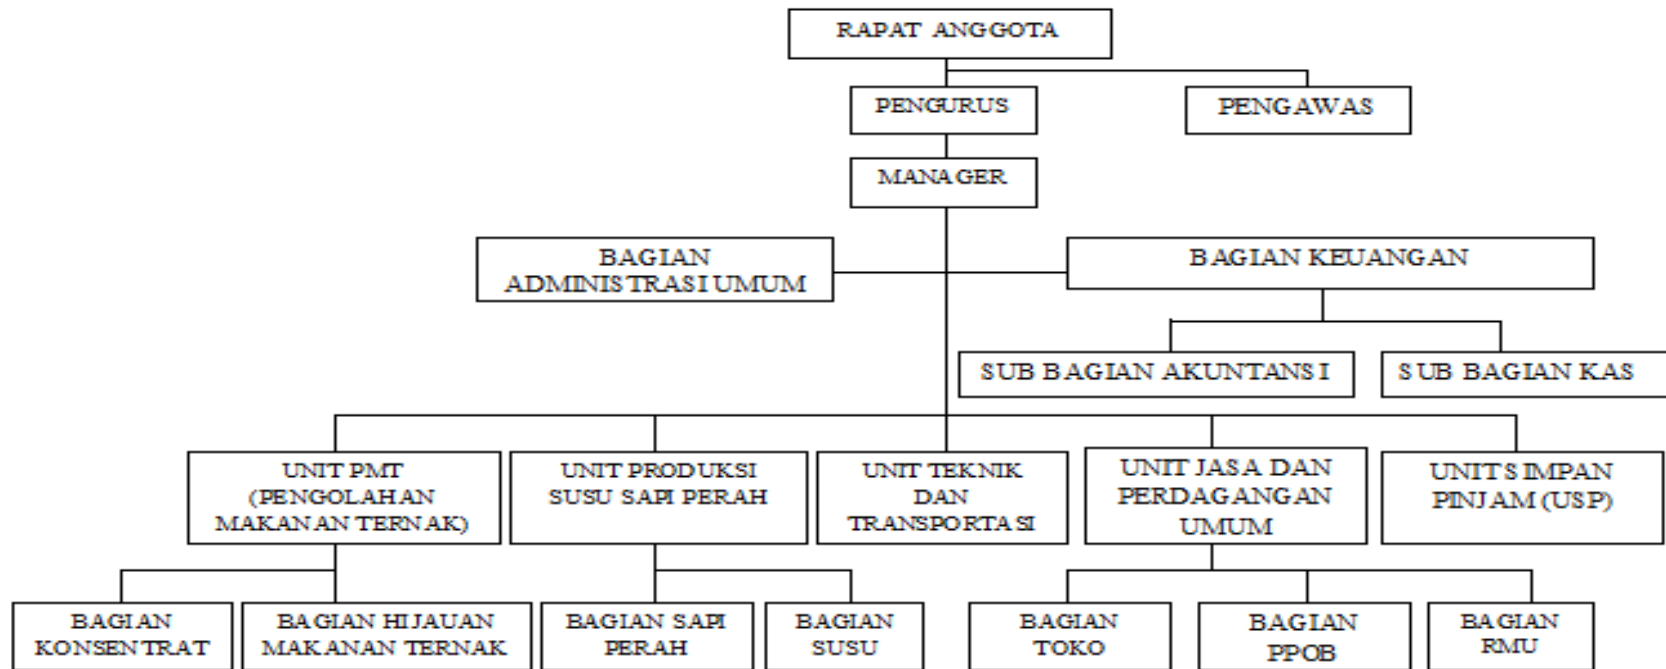 RAPAT ANGGOTA
PENGURUS
PENGAWAS
MANAGER
BAGIAN
ADMINISTRASI UMUM
BAGIAN KEUANGAN
SUB BAGIAN AKUNTANSI
SUB BAGIAN KAS
UNIT PMT
(PENGOLAHAN
MAKANAN TERNAK)
UNIT PRODUKSI
SUSU SAPI PERAH
UNIT TEKNIK
DAN
TRANSPORTASI
UNIT JASA DAN
PERDAGANGAN
UMUM
UNIT SIMPAN
PINJAM (USP)
BAGIAN
KONSENTRAT
BAGIAN HIJAUAN
MAKANAN TERNAK
BAGIAN SAPI
PERAH
BAGIAN
SUSU
BAGIAN
TOKO
BAGIAN
PPOB
BAGIAN
RMU